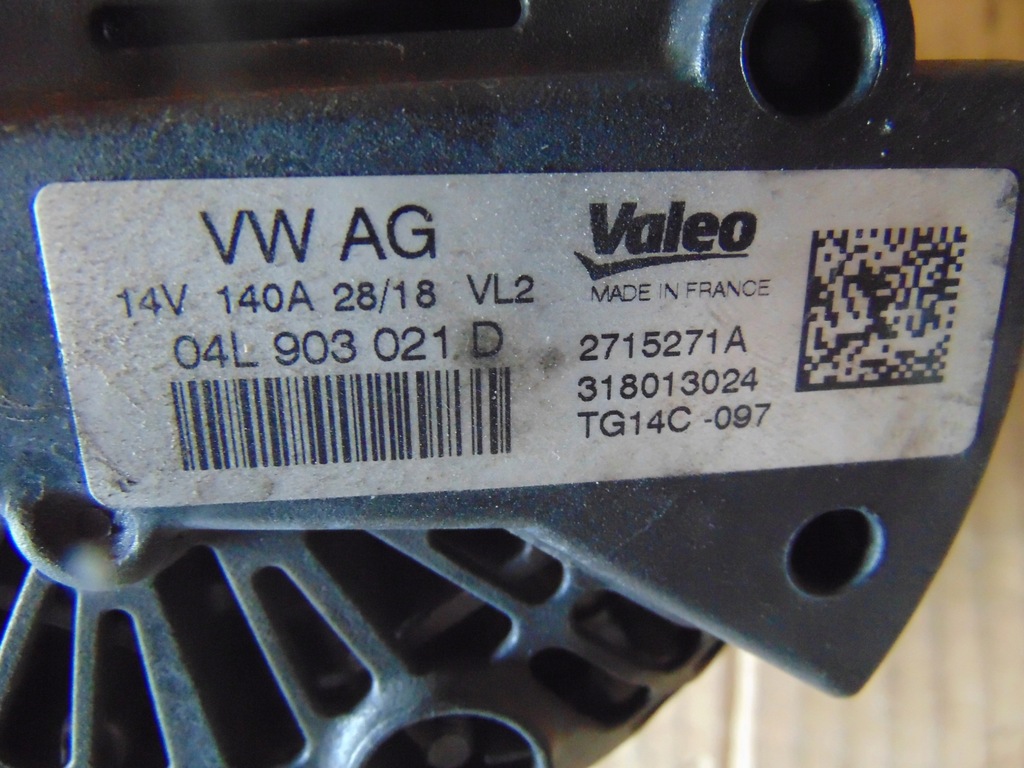 VW AG
14V 140A 28/18 VL2
04L 903 021 D
Valeo
MADE IN FRANCE
2715271A
318013024
TG14C -097